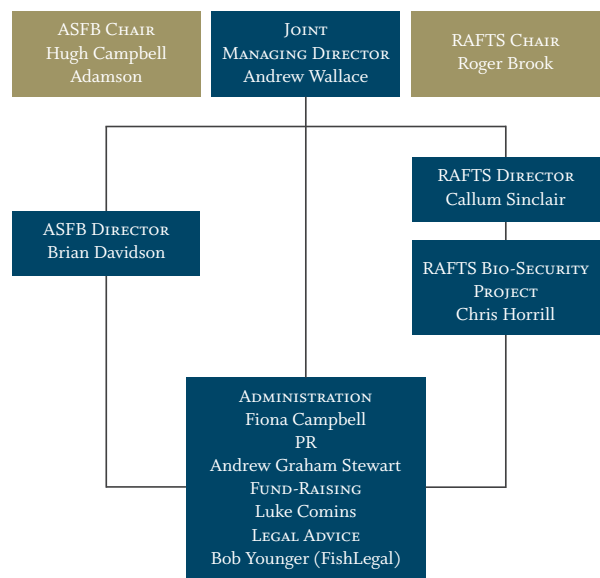 ASFB Chair
Hugh Campbell
Adamson
Joint
Managing Director
Andrew Wallace
RAFTS Chair
Roger Brook
RAFTS Director
Callum Sinclair
ASFB Director
Brian Davidson
RAFTS Bio-Security
Project
Chris Horrill
Administration
Fiona Campbell
PR
Andrew Graham Stewart
Fund-Raising
Luke Comins
Legal Advice
Bob Younger (FishLegal)